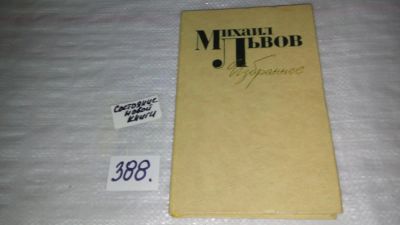 Михаил
Львов
Избранное
Состояние
новой
книги
388.